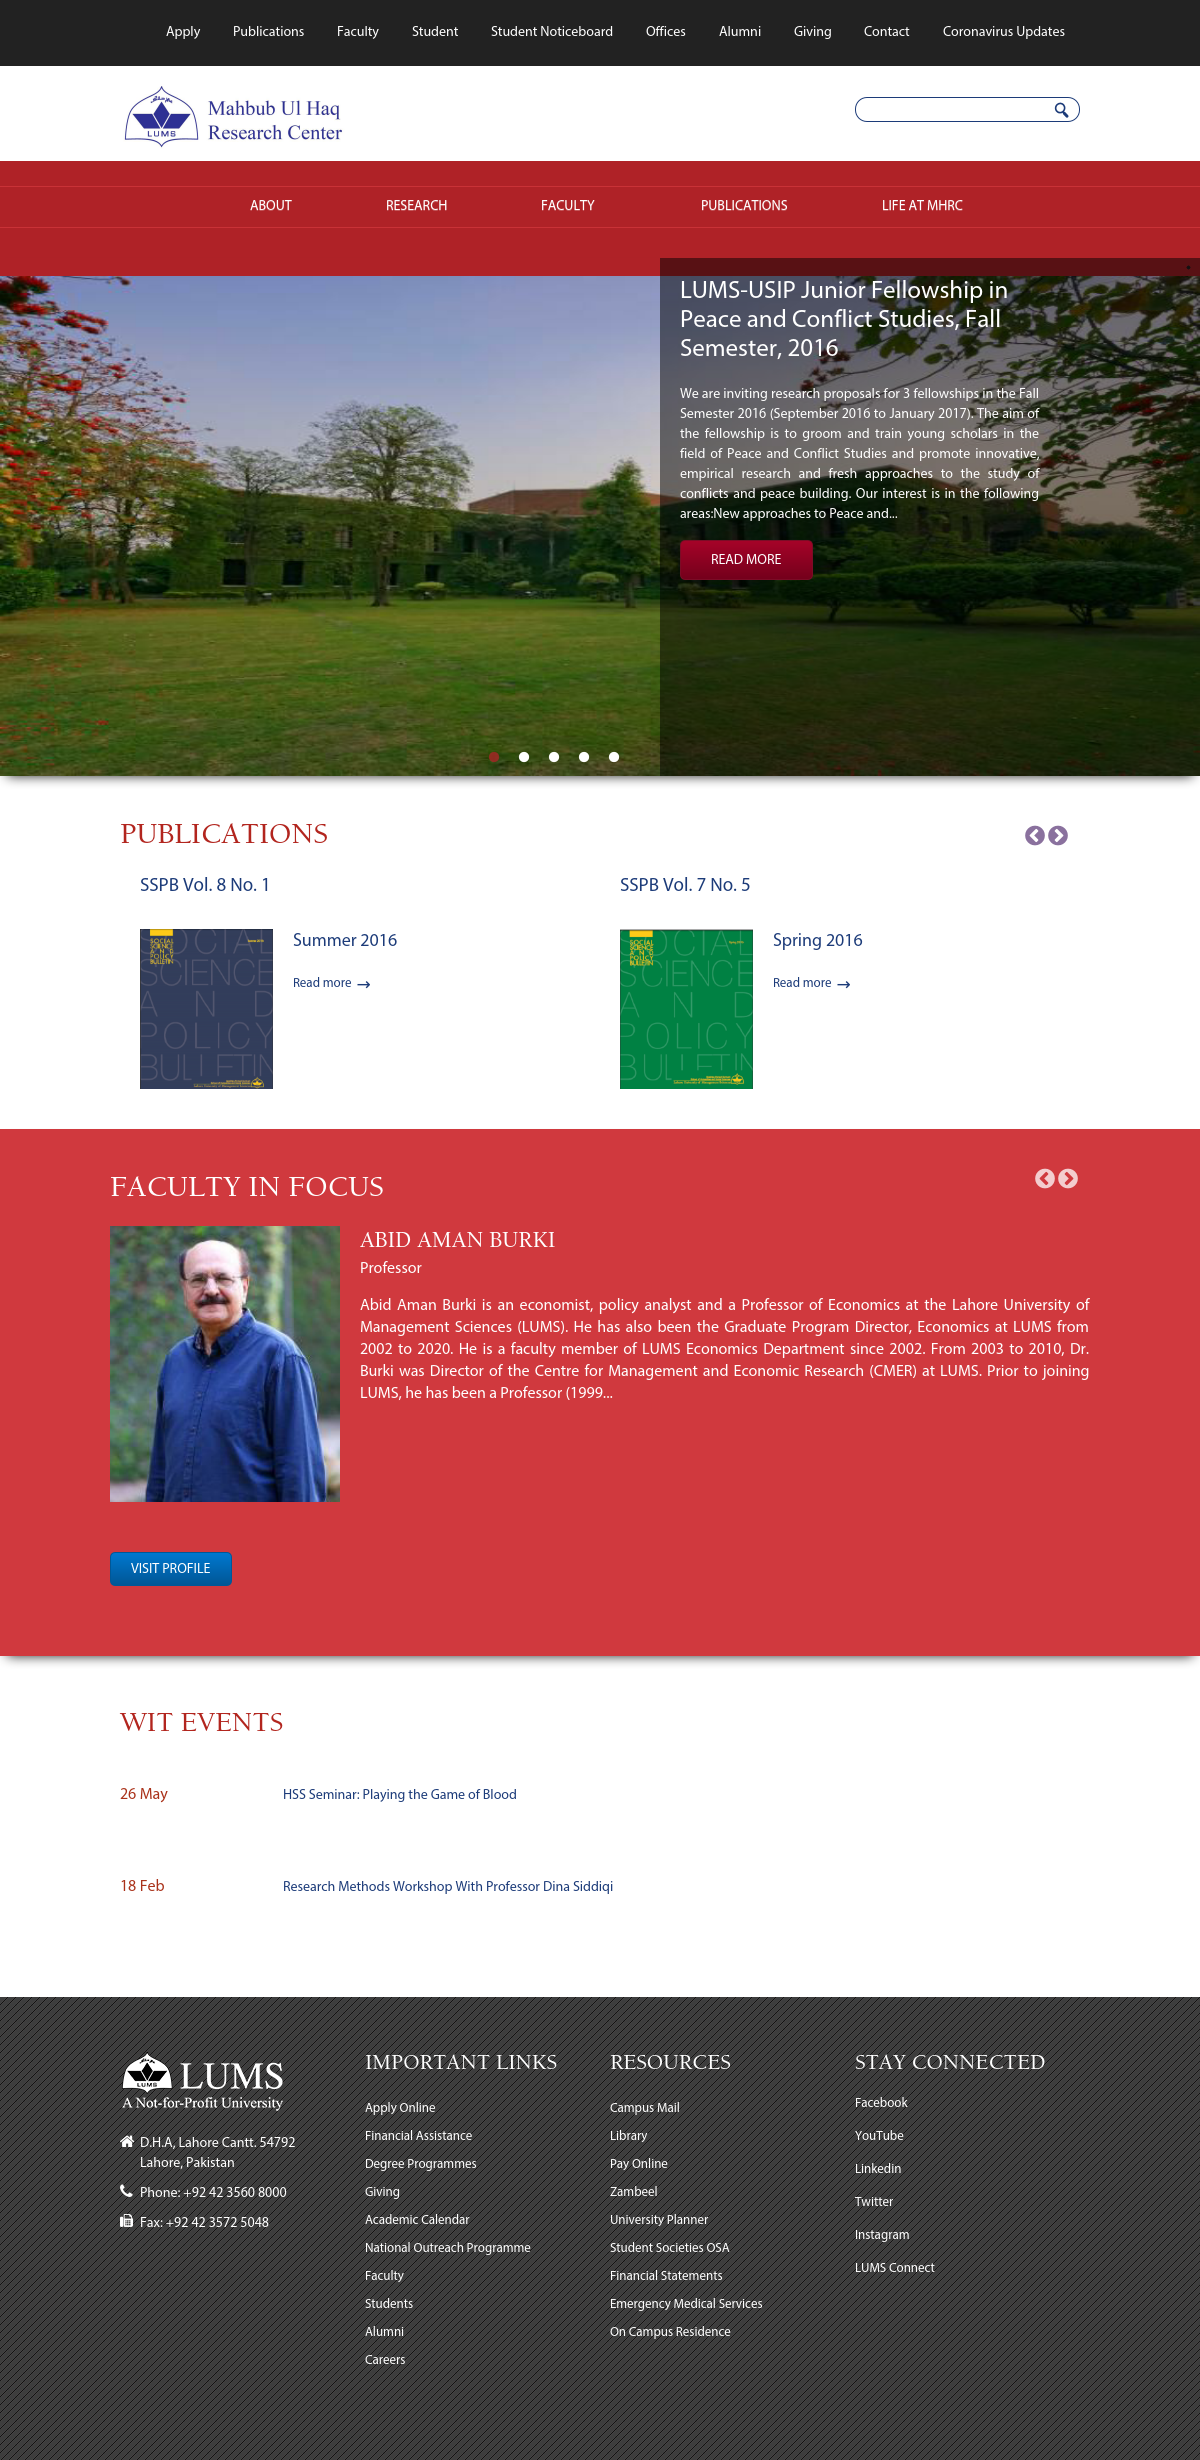 Apply Publications Faculty Student Student Noticeboard Offices Alumni Giving Contact Coronavirus Updates
LUMS
Mahbub Ul Haq
Research Center
ABOUT RESEARCH FACULTY PUBLICATIONS LIFE AT MHRC
LUMS-USIP Junior Fellowship in
Peace and Conflict Studies, Fall
Semester, 2016
We are inviting research proposals for 3 fellowships in the Fall
Semester 2016 (September 2016 to January 2017). The aim of
the fellowship is to groom and train young scholars in the
field of Peace and Conflict Studies and promote innovative,
empirical research and fresh approaches to the study of
conflicts and peace building. Our interest is in the following
areas:New approaches to Peace and...
READ MORE
PUBLICATIONS
SSPB Vol. 8 No. 1
SOCIAL
SCIENCE
AND
POLICY
BULLETIN
SOCIAL
SCIENCE
AND
POLICY
BULLETIN
Summer 2016
Read more →
SSPB Vol. 7 No. 5
SOCIAL
SCIENCE
AND
POLICY
BULLETIN
SOCIAL
SCIENCE
AND
POLICY
BULLETIN
Spring 2016
Read more →
FACULTY IN FOCUS
ABID AMAN BURKI
Professor
Abid Aman Burki is an economist, policy analyst and a Professor of Economics at the Lahore University of
Management Sciences (LUMS). He has also been the Graduate Program Director, Economics at LUMS from
2002 to 2020. He is a faculty member of LUMS Economics Department since 2002. From 2003 to 2010, Dr.
Burki was Director of the Centre for Management and Economic Research (CMER) at LUMS. Prior to joining
LUMS, he has been a Professor (1999...
VISIT PROFILE
WIT EVENTS
26 May HSS Seminar: Playing the Game of Blood
18 Feb Research Methods Workshop With Professor Dina Siddiqi
LUMS
LUMS
A Not-for-Profit University
D.H.A, Lahore Cantt. 54792
Lahore, Pakistan
Phone: +92 42 3560 8000
Fax: +92 42 3572 5048
IMPORTANT LINKS
Apply Online
Financial Assistance
Degree Programmes
Giving
Academic Calendar
National Outreach Programme
Faculty
Students
Alumni
Careers
RESOURCES
Campus Mail
Library
Pay Online
Zambeel
University Planner
Student Societies OSA
Financial Statements
Emergency Medical Services
On Campus Residence
STAY CONNECTED
Facebook
YouTube
Linkedin
Twitter
Instagram
LUMS Connect